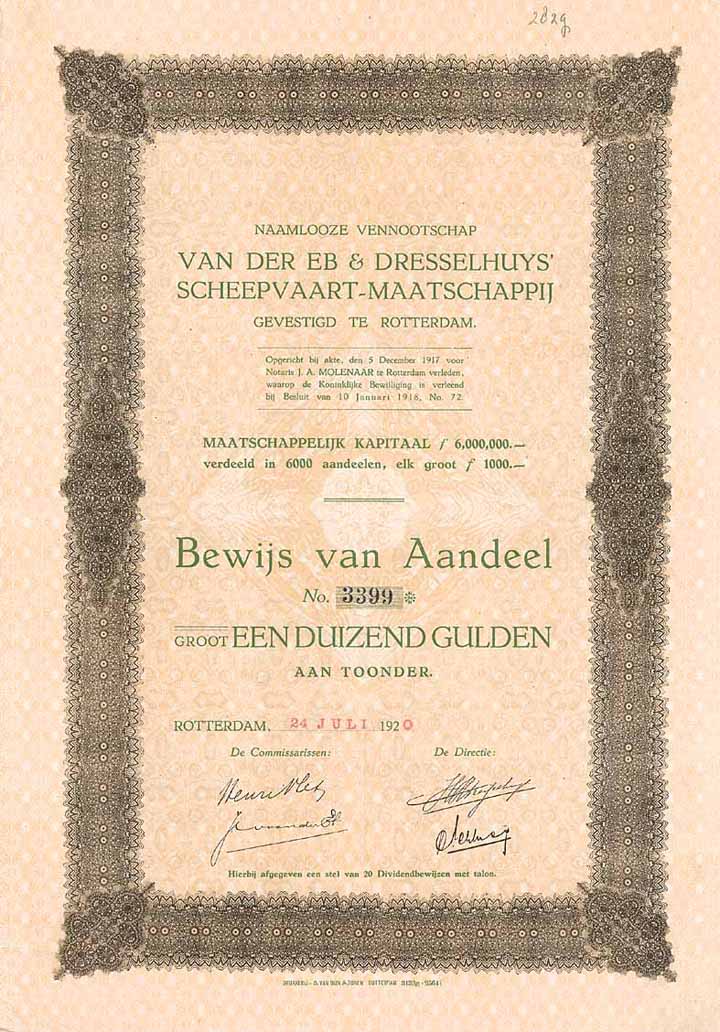 282g
NAAMLOOZE VENNOOTSCHAP
VAN DER EB & DRESSELHUYS'
SCHEEPVAART-MAATSCHAPPIJ
GEVESTIGD TE ROTTERDAM.
Opgericht bij akte, den 5 December 1917 voor
Notaris J. A. MOLENAAR te Rotterdam verleden,
waarop de Koninklijke Bewilliging is verleend
bij Besluit van 10 Januari 1918, No. 72.
MAATSCHAPPELIJK KAPITAAL ƒ 6,000,000.—
verdeeld in 6000 aandeelen, elk groot ƒ 1000.—
Bewijs van Aandeel
No. 3399 *
GROOT EEN DUIZEND GULDEN
AAN TOONDER.
ROTTERDAM, 24 JULI 1920
De Commissarissen: De Directie:
Hierbij afgegeven een stel van 20 Dividendbewijzen met talon.
ROTTERDAM